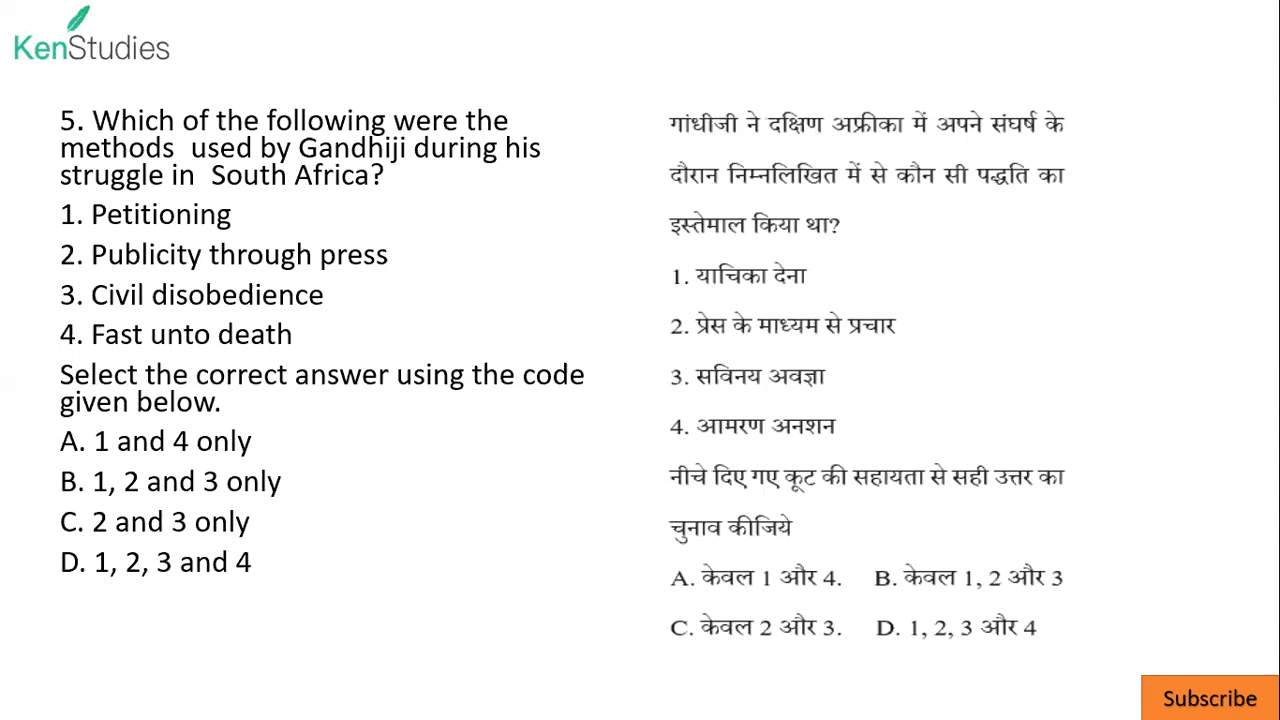 KenStudies
5. Which of the following were the
methods used by Gandhiji during his
struggle in South Africa?
1. Petitioning
2. Publicity through press
3. Civil disobedience
4. Fast unto death
Select the correct answer using the code
given below.
A. 1 and 4 only
B. 1, 2 and 3 only
C. 2 and 3 only
D. 1, 2, 3 and 4
गांधीजी ने दक्षिण अफ्रीका में अपने संघर्ष के
दौरान निम्नलिखित में से कौन सी पद्धति का
इस्तेमाल किया था?
1. याचिका देना
2. प्रेस के माध्यम से प्रचार
3. सविनय अवज्ञा
4. आमरण अनशन
नीचे दिए गए कूट की सहायता से सही उत्तर का
चुनाव कीजिये
A. केवल 1 और 4. B. केवल 1, 2 और 3
C. केवल 2 और 3. D. 1, 2, 3 और 4
Subscribe